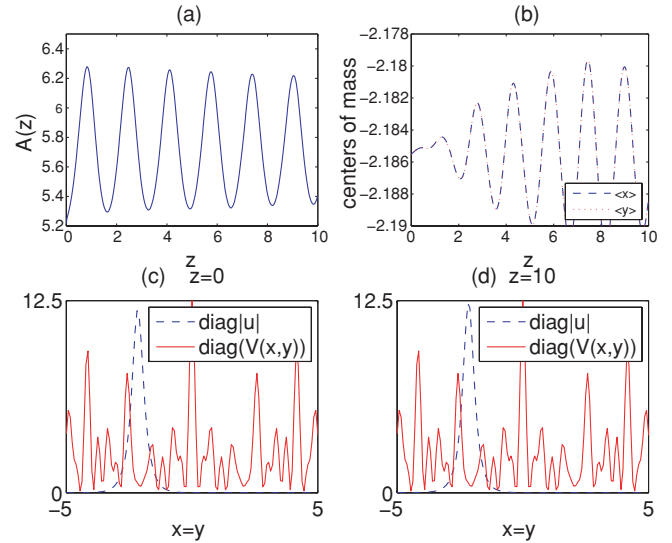 (a)
6.4
6.2
6
5.8
5.6
5.4
5.2
A(z)
0 2 4 6 8 10
z
(b)
−2.178
−2.18
−2.182
−2.184
−2.186
−2.188
−2.19
centers of mass
<x>
<y>
0 2 4 6 8 10
z
(c) z=0
12.5
0
diag|u|
diag(V(x,y))
−5 5
x=y
(d) z=10
12.5
0
diag|u|
diag(V(x,y))
−5 5
x=y